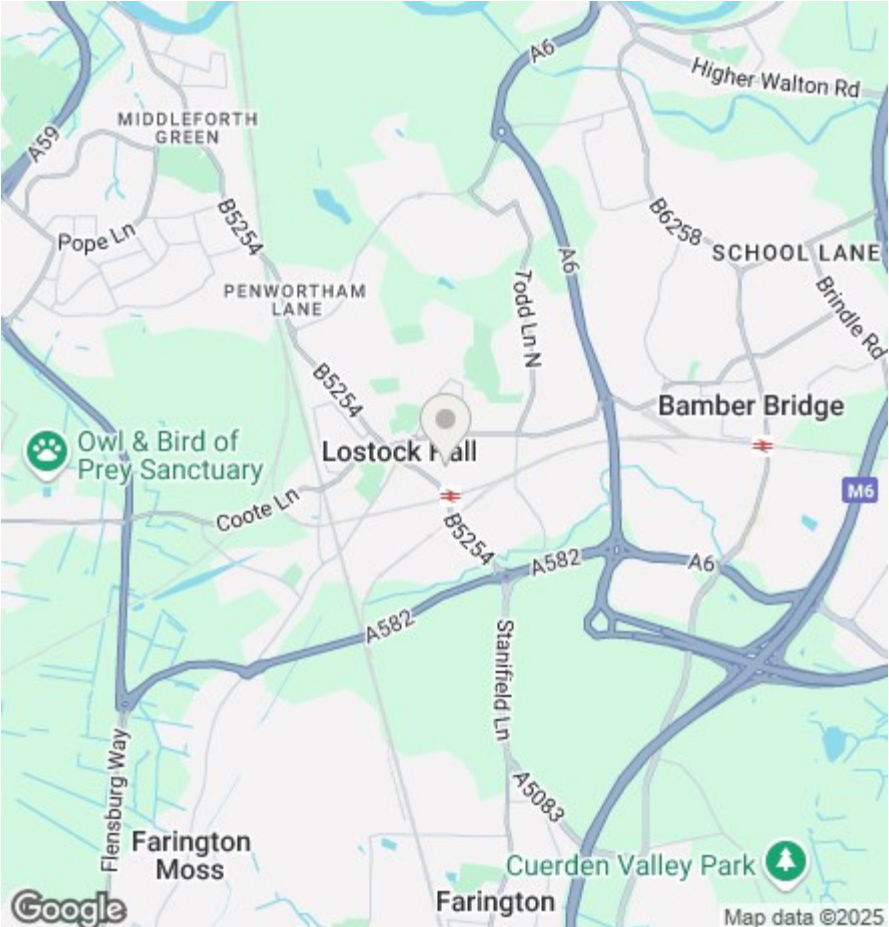 A6
Higher Walton Rd
MIDDLEFORTH
GREEN
A59
B5254
B6258
Pope Ln
A6
SCHOOL LANE
PENWORTHAM
LANE
Todd Ln N
Brindle Rd
B5254
Bamber Bridge
Owl & Bird of
Prey Sanctuary
Lostock Hall
M6
Coote Ln
B5254
A582
A6
A582
Stanifield Ln
Flensburg Way
A5083
Farington
Moss
Cuerden Valley Park
Farington
Google
Map data ©2025